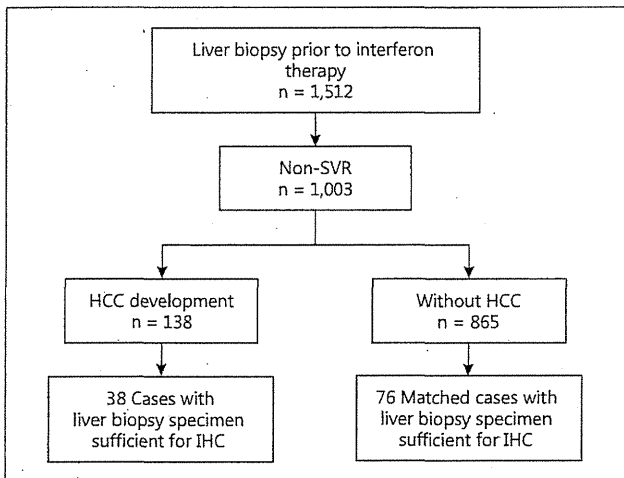 Liver biopsy prior to interferon
therapy
n = 1,512
Non-SVR
n = 1,003
HCC development
n = 138
Without HCC
n = 865
38 Cases with
liver biopsy specimen
sufficient for IHC
76 Matched cases with
liver biopsy specimen
sufficient for IHC